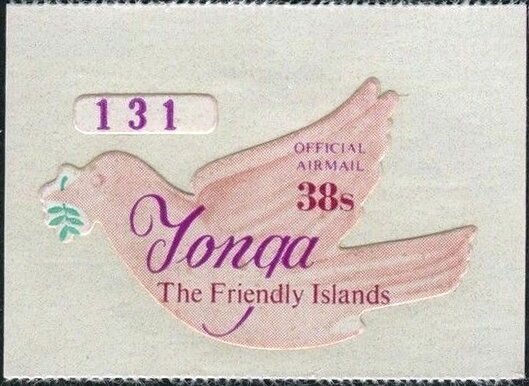 131
OFFICIAL
AIRMAIL
38s
Tonga
The Friendly Islands